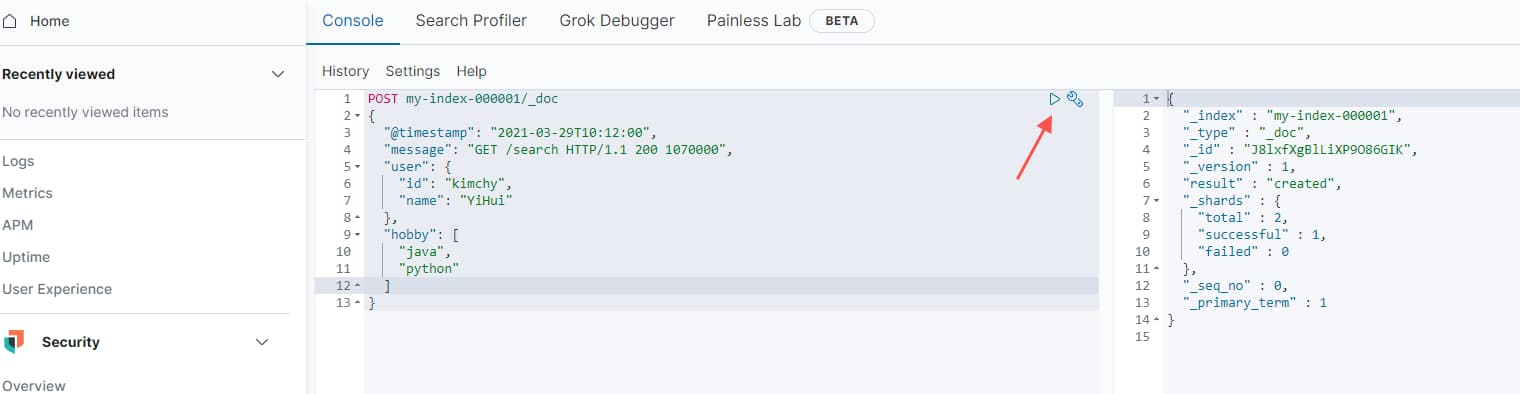 Home
Recently viewed
No recently viewed items
Logs
Metrics
APM
Uptime
User Experience
Security
Overview
Console Search Profiler Grok Debugger Painless Lab BETA
History Settings Help
1 POST my-index-000001/_doc
2 {
3 "@timestamp": "2021-03-29T10:12:00",
4 "message": "GET /search HTTP/1.1 200 1070000",
5 "user": {
6 "id": "kimchy",
7 "name": "YiHui"
8 },
9 "hobby": [
10 "java",
11 "python"
12 ]
13 }
1 {
2 "_index" : "my-index-000001",
3 "_type" : "_doc",
4 "_id" : "J8lxfXgBlLiXP9O86GIK",
5 "_version" : 1,
6 "result" : "created",
7 "_shards" : {
8 "total" : 2,
9 "successful" : 1,
10 "failed" : 0
11 },
12 "_seq_no" : 0,
13 "_primary_term" : 1
14 }
15